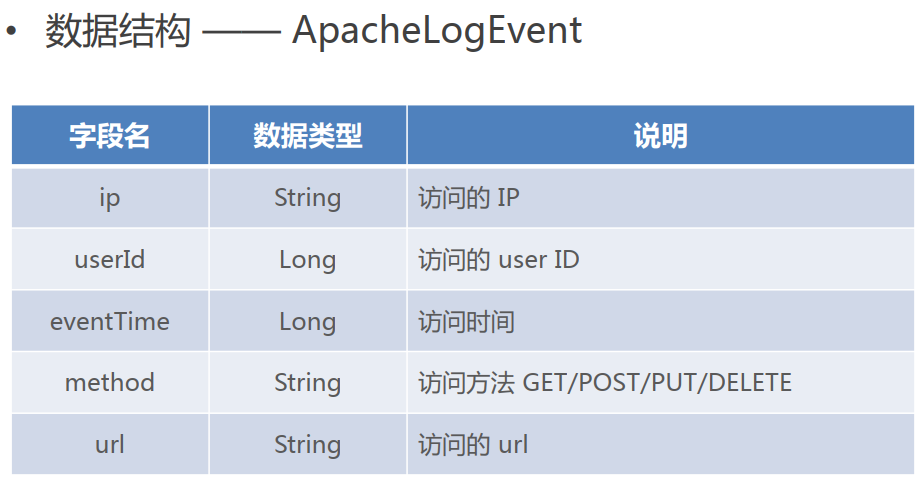 • 数据结构 —— ApacheLogEvent
字段名 数据类型 说明
ip String 访问的 IP
userId Long 访问的 user ID
eventTime Long 访问时间
method String 访问方法 GET/POST/PUT/DELETE
url String 访问的 url